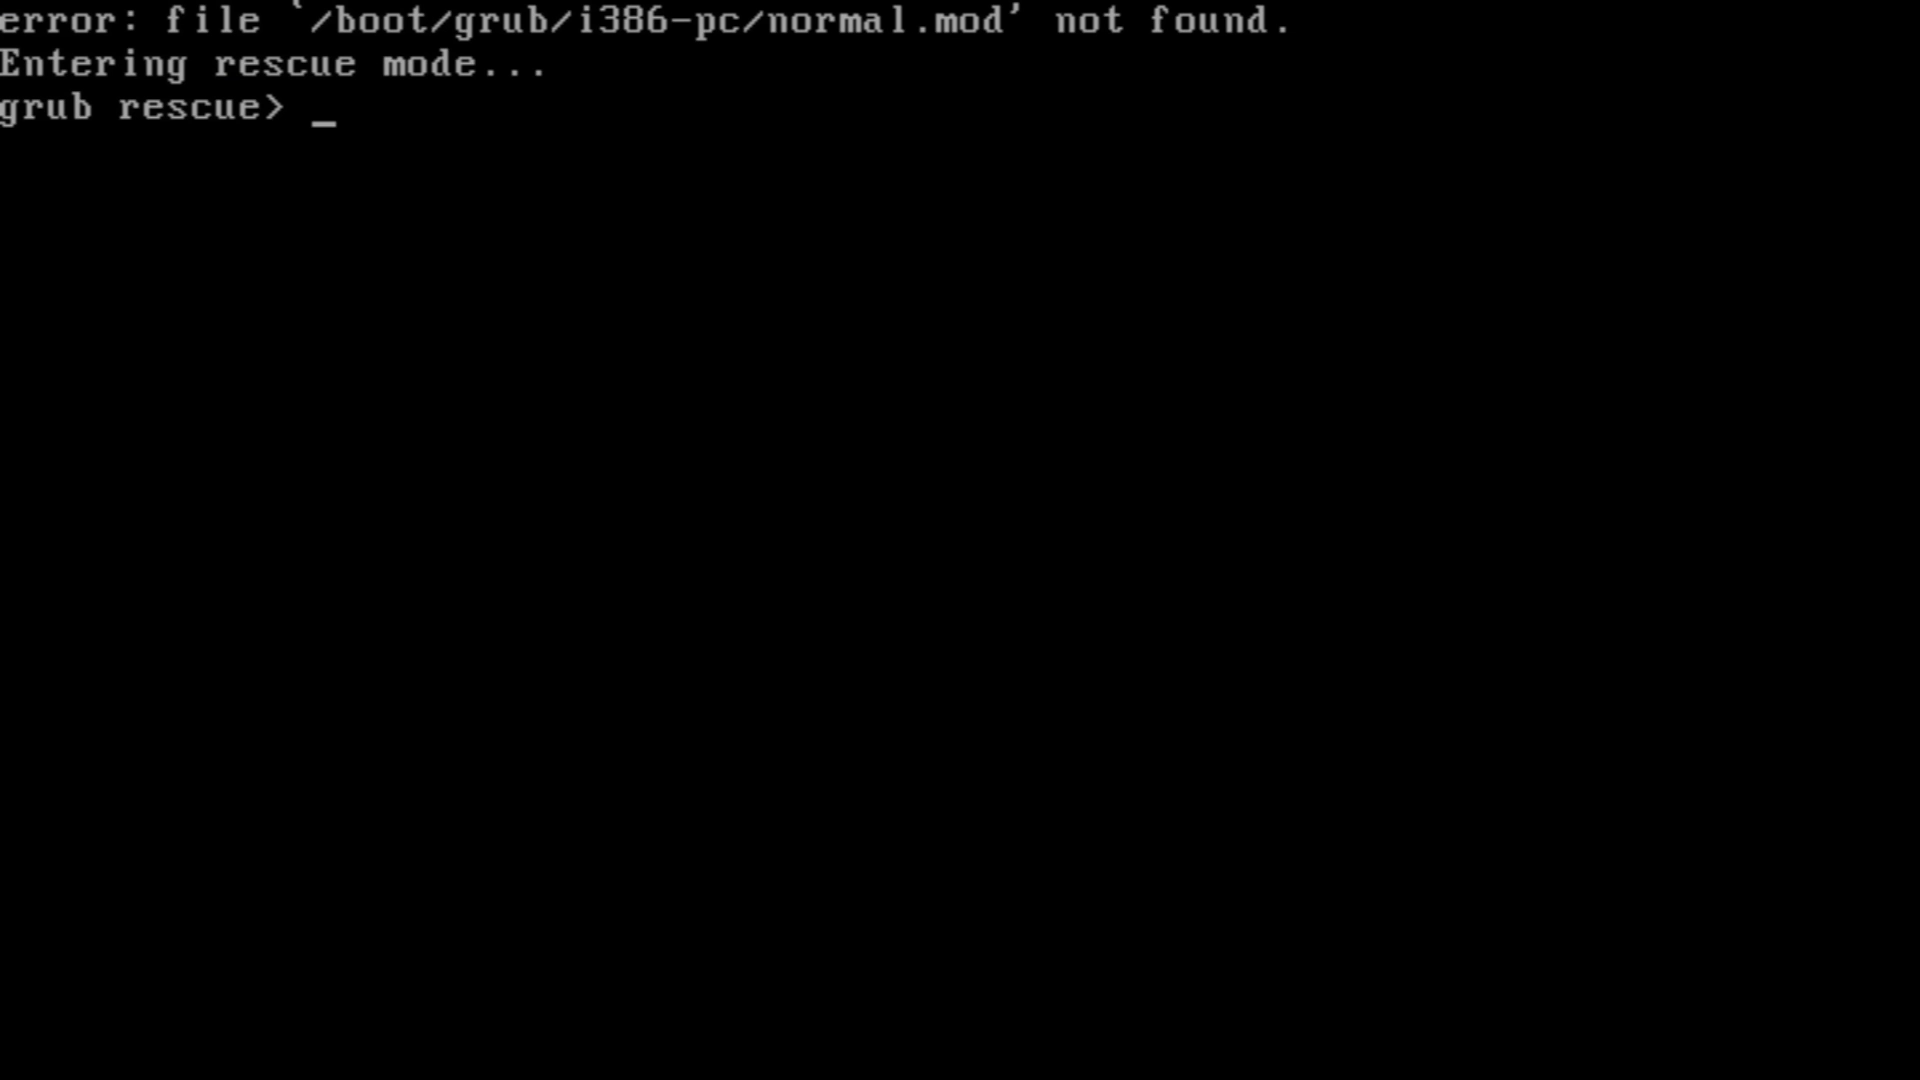 error: file `/boot/grub/i386-pc/normal.mod' not found.
Entering rescue mode...
grub rescue> _